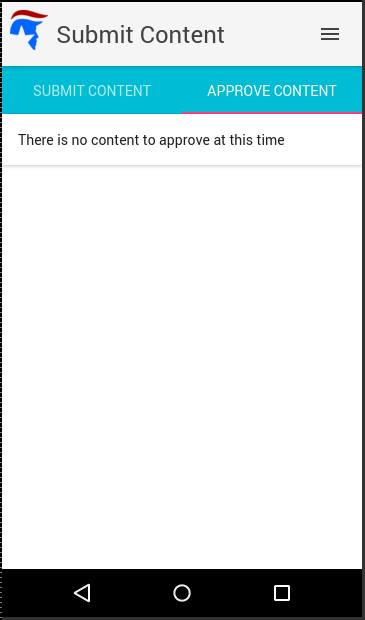 Submit Content
SUBMIT CONTENT APPROVE CONTENT
There is no content to approve at this time